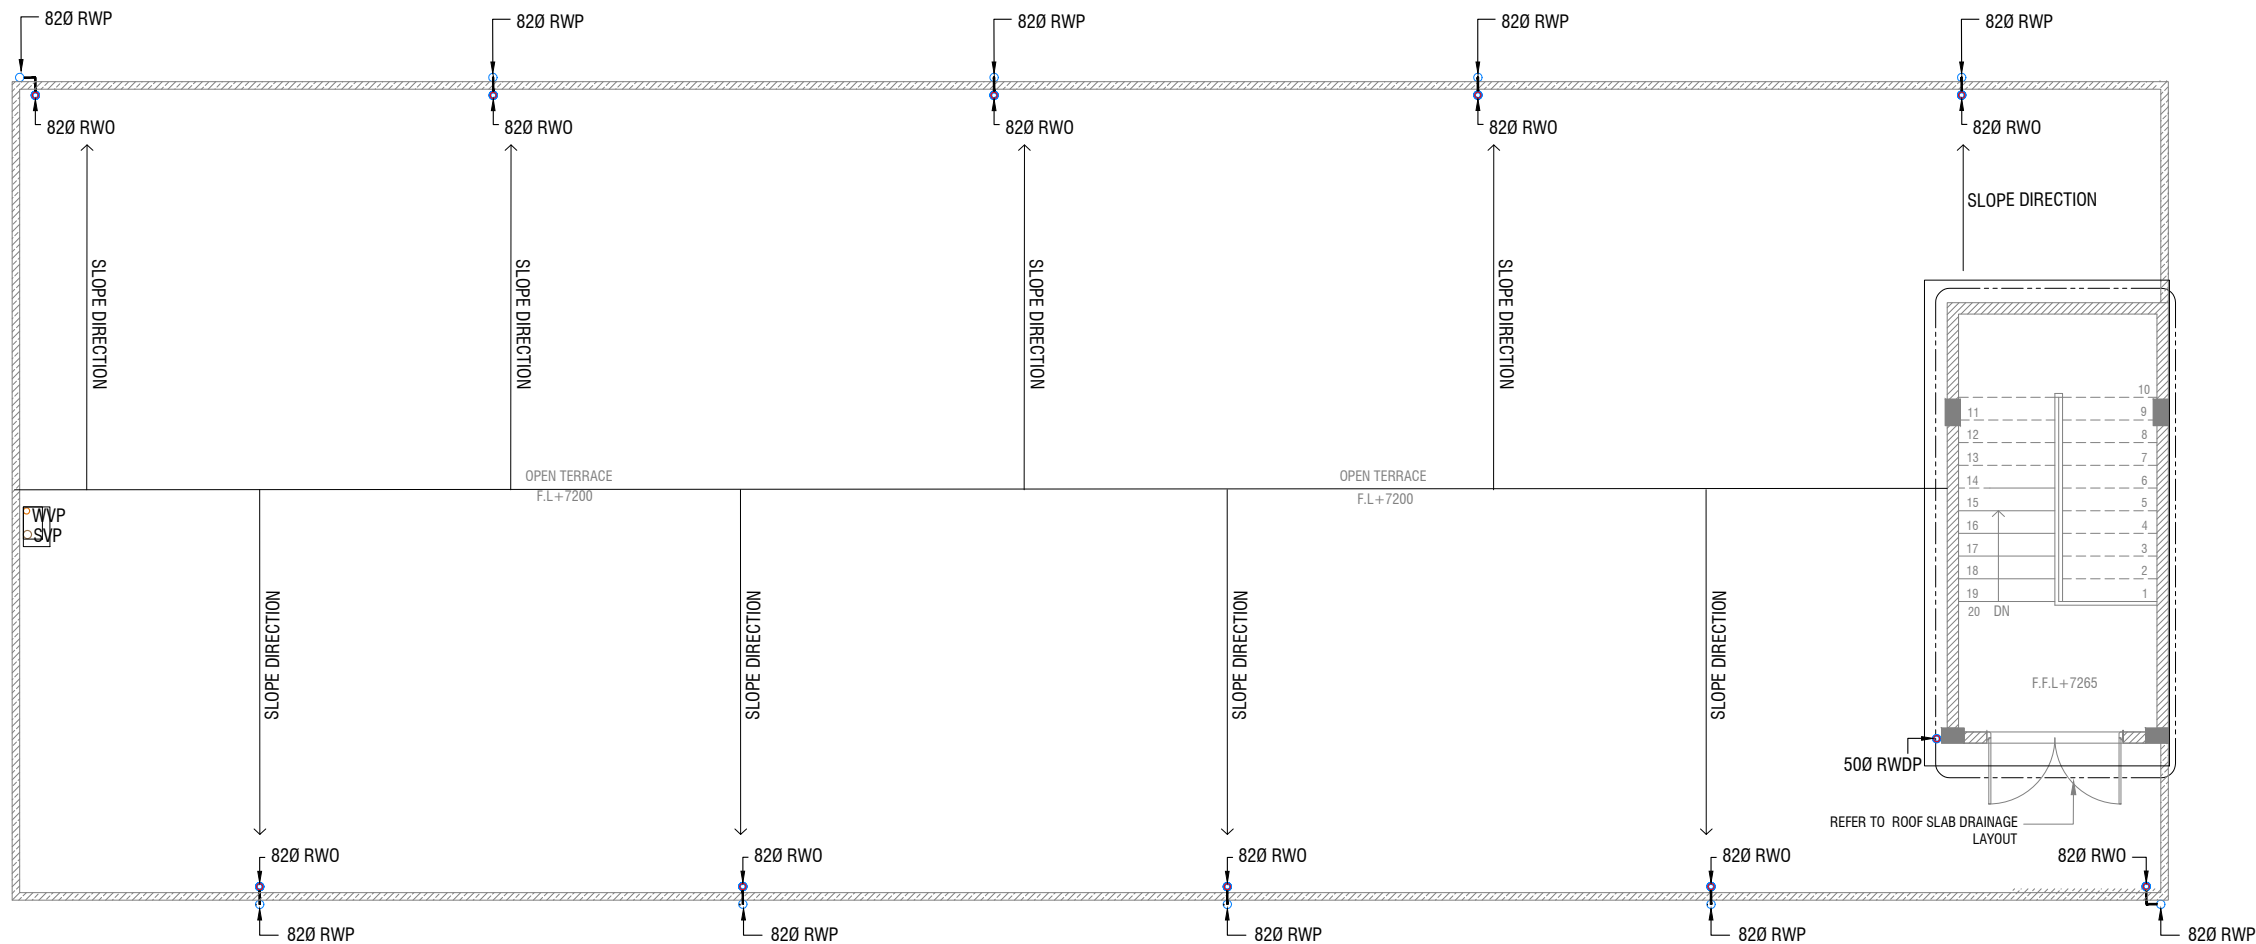 82Ø RWP
82Ø RWP
82Ø RWP
82Ø RWP
82Ø RWP
82Ø RWO
82Ø RWO
82Ø RWO
82Ø RWO
82Ø RWO
SLOPE DIRECTION
SLOPE DIRECTION
SLOPE DIRECTION
SLOPE DIRECTION
SLOPE DIRECTION
10
11
9
12
8
13
7
14
6
15
5
16
4
17
3
18
2
19
1
20
DN
OPEN TERRACE
F.L+7200
OPEN TERRACE
F.L+7200
WVP
SVP
SLOPE DIRECTION
SLOPE DIRECTION
SLOPE DIRECTION
SLOPE DIRECTION
F.F.L+7265
50Ø RWDP
REFER TO ROOF SLAB DRAINAGE
LAYOUT
82Ø RWO
82Ø RWO
82Ø RWO
82Ø RWO
82Ø RWO
82Ø RWP
82Ø RWP
82Ø RWP
82Ø RWP
82Ø RWP